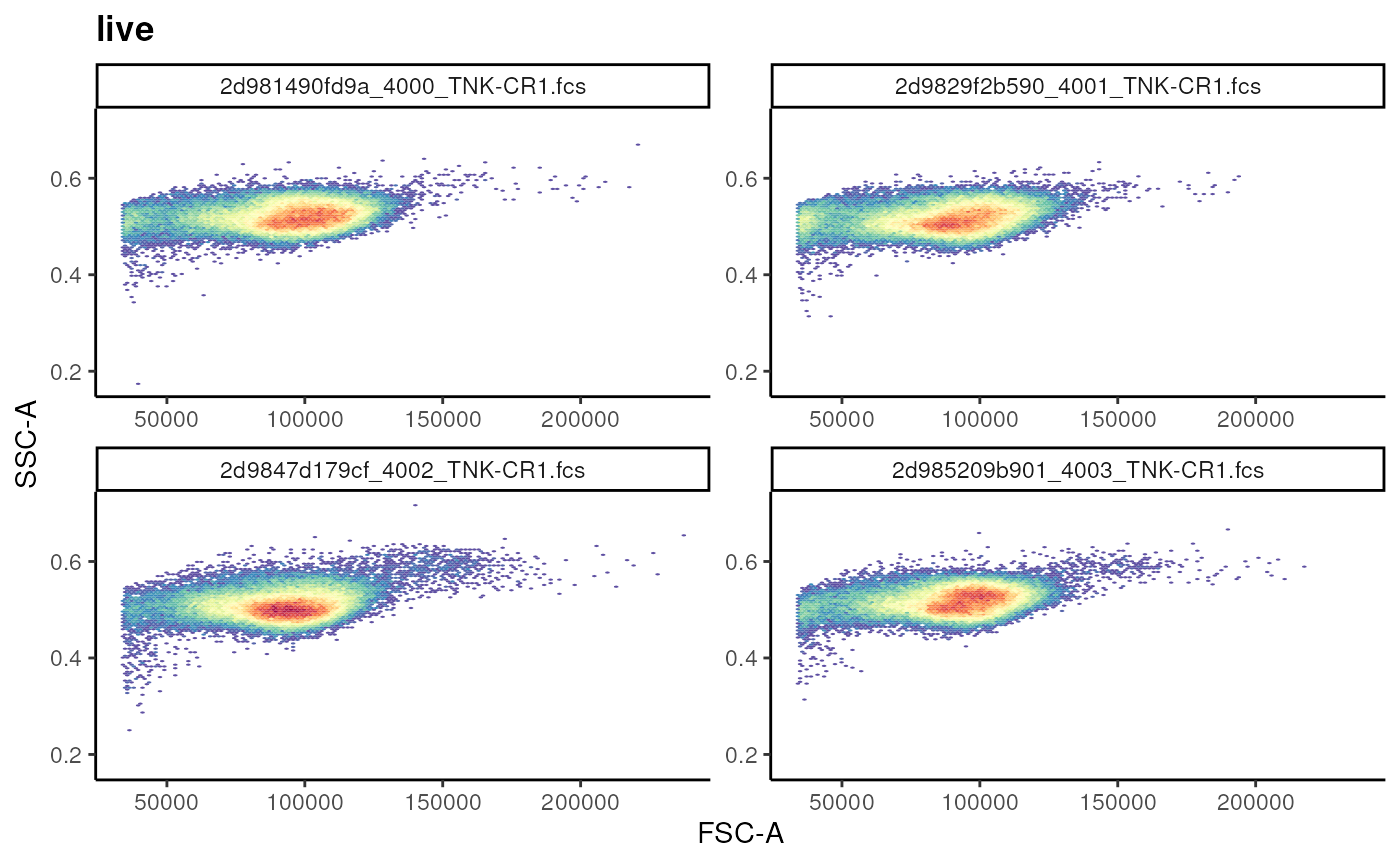 live
2d981490fd9a_4000_TNK-CR1.fcs 2d9829f2b590_4001_TNK-CR1.fcs
0.6 0.6
0.4 0.4
0.2 0.2
50000 100000 150000 200000 50000 100000 150000 200000
SSC-A
2d9847d179cf_4002_TNK-CR1.fcs 2d985209b901_4003_TNK-CR1.fcs
0.6 0.6
0.4 0.4
0.2 0.2
50000 100000 150000 200000 50000 100000 150000 200000
FSC-A